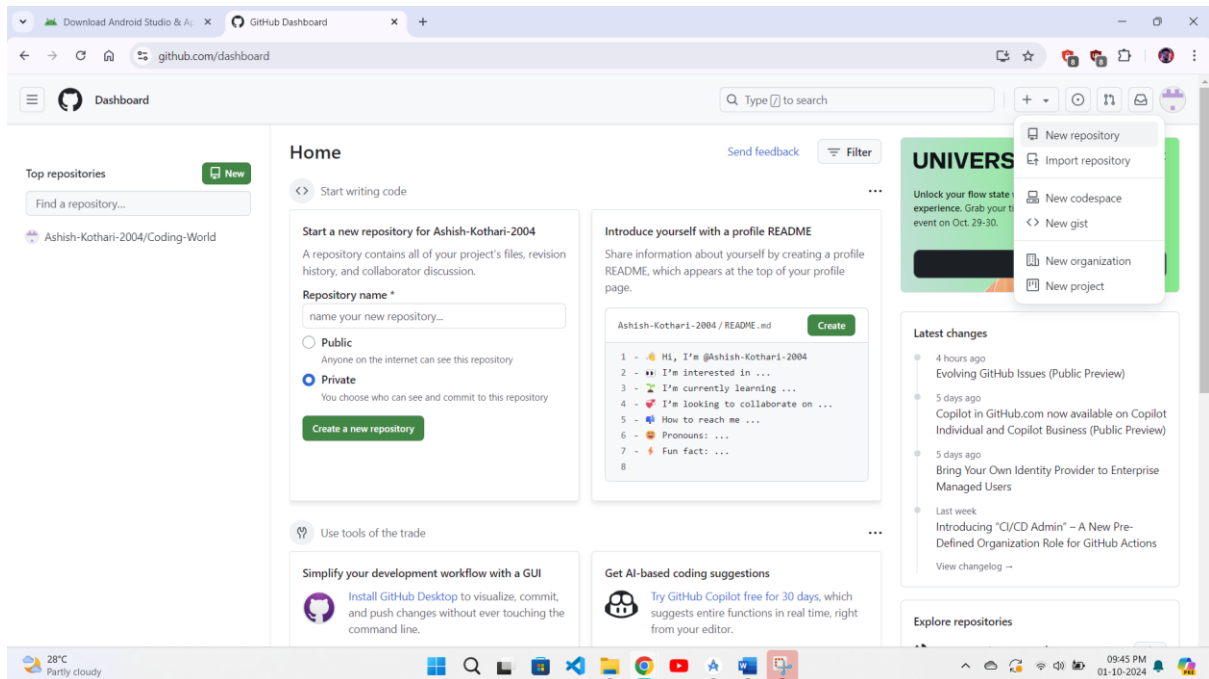 Download Android Studio & Ap
GitHub Dashboard
github.com/dashboard
8
8
Dashboard
Type / to search
New repository
Import repository
New codespace
New gist
New organization
New project
Top repositories
New
Find a repository...
Ashish-Kothari-2004/Coding-World
Home
Send feedback
Filter
Start writing code
Start a new repository for Ashish-Kothari-2004
A repository contains all of your project's files, revision
history, and collaborator discussion.
Repository name *
name your new repository...
Public
Anyone on the internet can see this repository
Private
You choose who can see and commit to this repository
Create a new repository
Introduce yourself with a profile README
Share information about yourself by creating a profile
README, which appears at the top of your profile
page.
Ashish-Kothari-2004 / README.md
Create
1 - 👋 Hi, I'm @Ashish-Kothari-2004
2 - 👀 I'm interested in ...
3 - 🌱 I'm currently learning ...
4 - 💞️ I'm looking to collaborate on ...
5 - 📫 How to reach me ...
6 - 😄 Pronouns: ...
7 - ⚡ Fun fact: ...
8
Use tools of the trade
Simplify your development workflow with a GUI
Install GitHub Desktop to visualize, commit,
and push changes without ever touching the
command line.
Get AI-based coding suggestions
Try GitHub Copilot free for 30 days, which
suggests entire functions in real time, right
from your editor.
UNIVERS
Unlock your flow state
experience. Grab your ti
event on Oct. 29-30.
Latest changes
4 hours ago
Evolving GitHub Issues (Public Preview)
5 days ago
Copilot in GitHub.com now available on Copilot
Individual and Copilot Business (Public Preview)
5 days ago
Bring Your Own Identity Provider to Enterprise
Managed Users
Last week
Introducing "CI/CD Admin" – A New Pre-
Defined Organization Role for GitHub Actions
View changelog →
Explore repositories
28°C
Partly cloudy
09:45 PM
01-10-2024